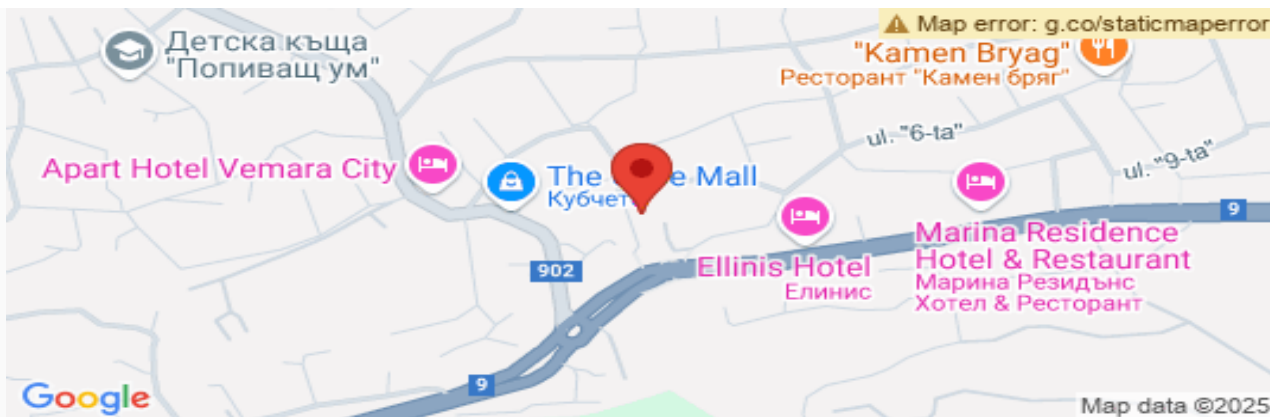 Map error: g.co/staticmaperror
Детска къща
"Попиващ ум"
"Kamen Bryag"
Ресторант "Камен бряг"
ul. "6-ta"
ul. "9-ta"
Apart Hotel Vemara City
The
Mall
902
9
Ellinis Hotel
Елинис
Marina Residence
Hotel & Restaurant
Марина Резидънс
Хотел & Ресторант
9
Google
Map data ©2025